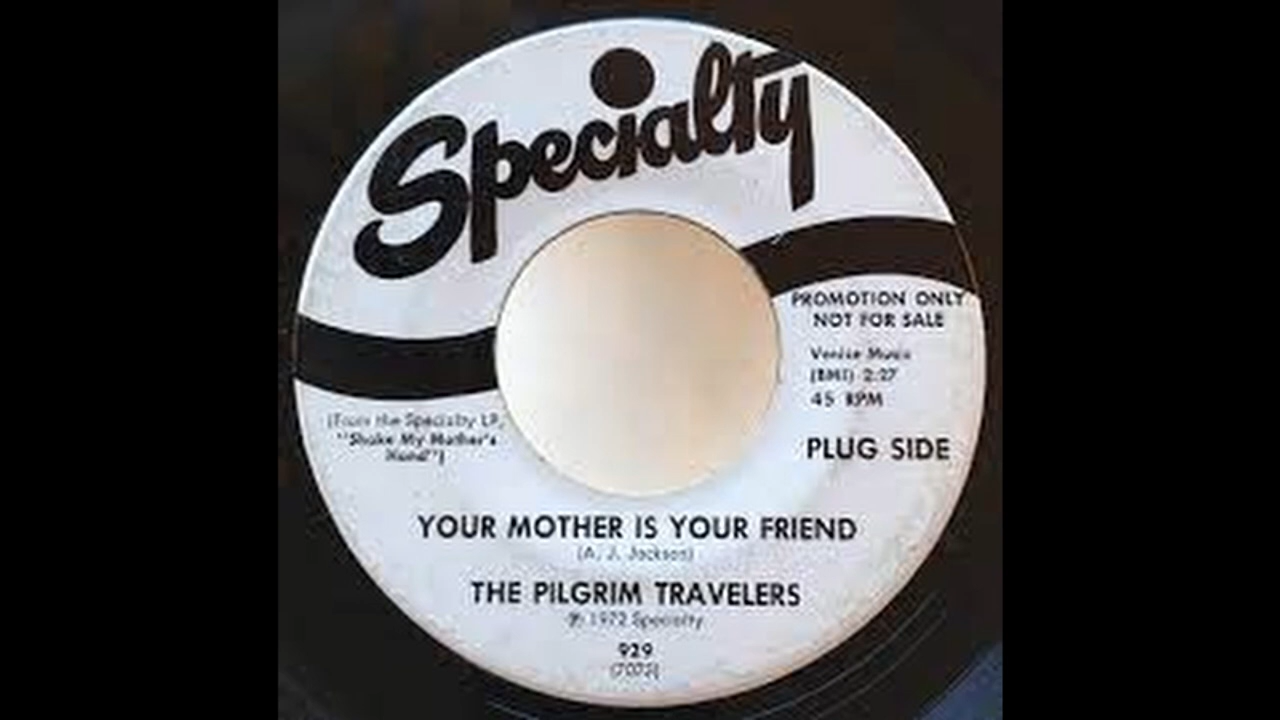 Specialty
PROMOTION ONLY
NOT FOR SALE
Venice Music
(BMI) 2:27
45 RPM
PLUG SIDE
(From the Specialty LP,
"Shake My Mother's
Hand")
YOUR MOTHER IS YOUR FRIEND
(A. J. Jackson)
THE PILGRIM TRAVELERS
℗ 1972 Specialty
929